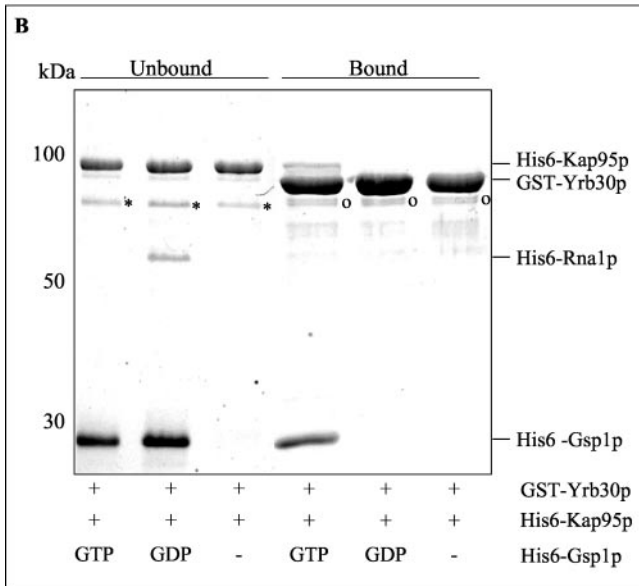 B
Unbound Bound
kDa
100 His6-Kap95p
GST-Yrb30p
* * * o o o
His6-Rna1p
50
30
His6 -Gsp1p
+ + + + + + GST-Yrb30p
+ + + + + + His6-Kap95p
GTP GDP - GTP GDP - His6-Gsp1p